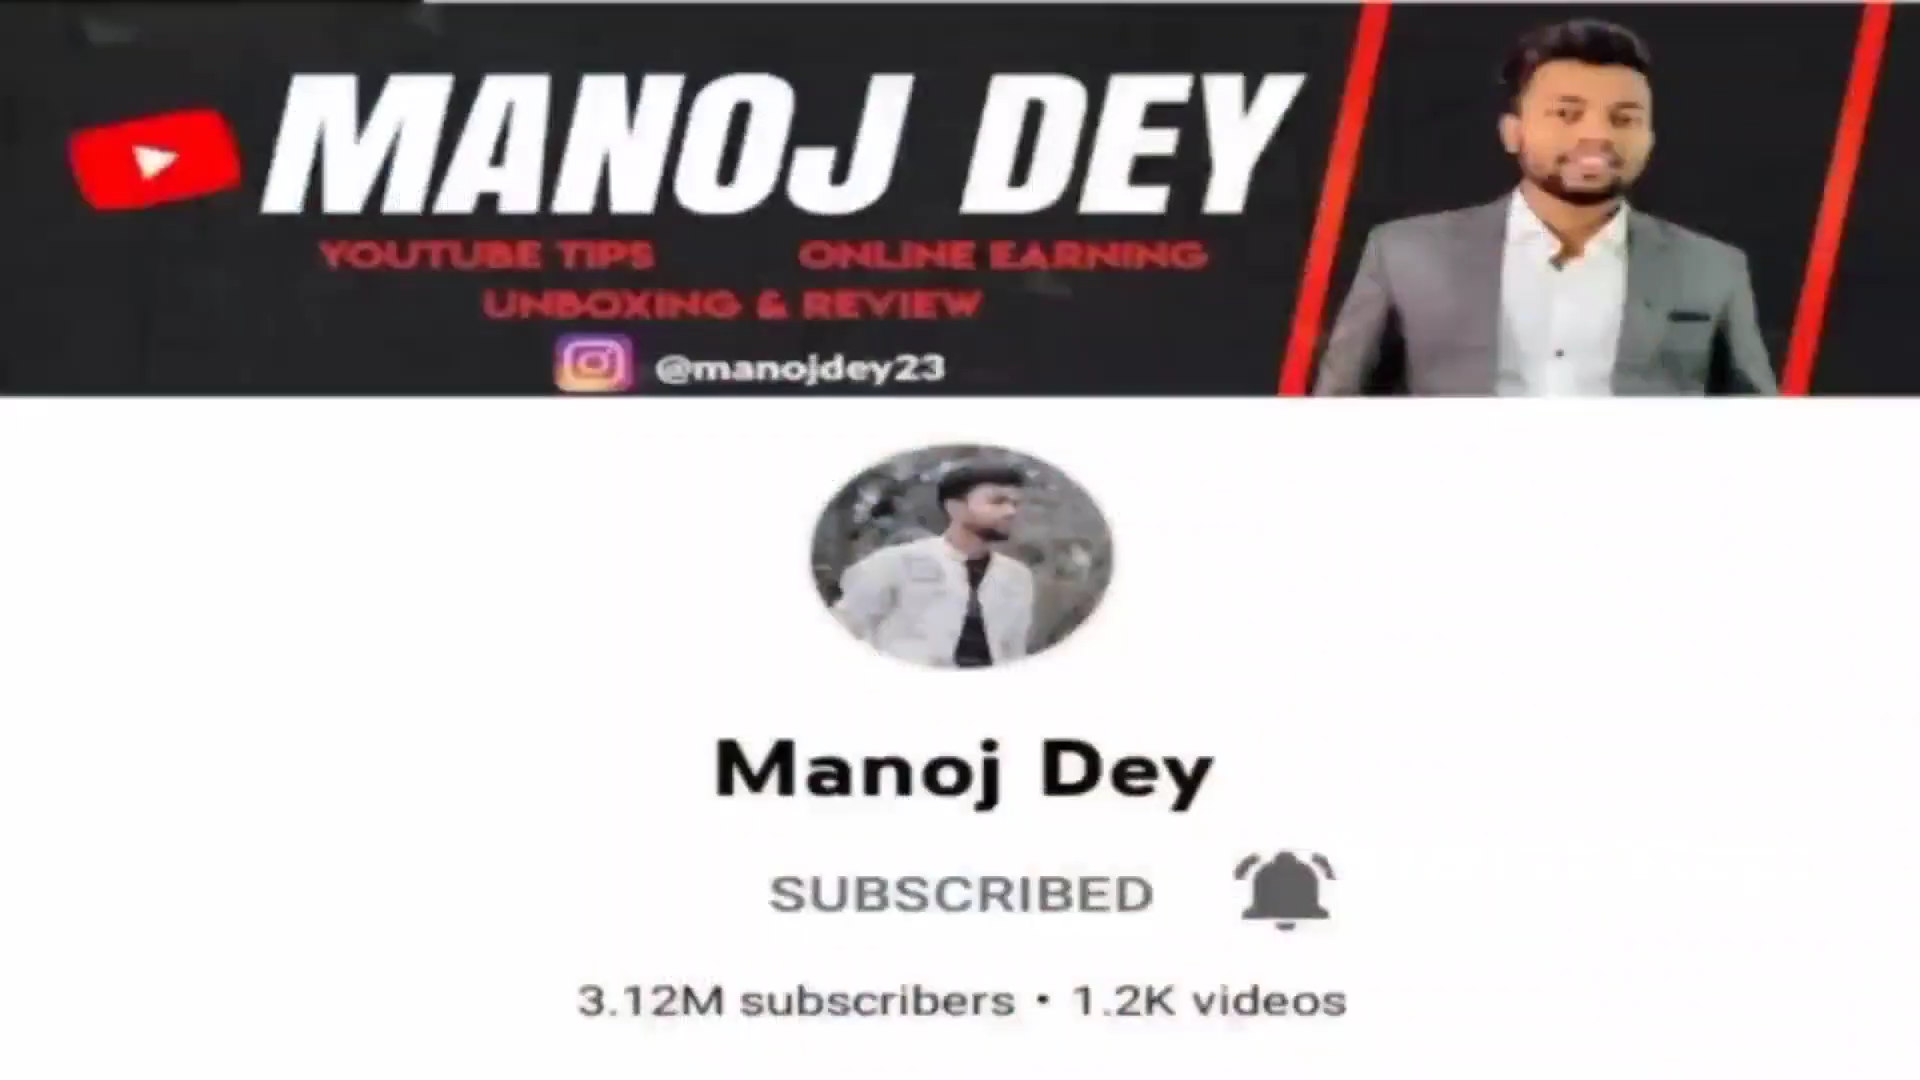 MANOJ DEY
YOUTUBE TIPS ONLINE EARNING
UNBOXING & REVIEW
@manojdey23
Manoj Dey
SUBSCRIBED
3.12M subscribers • 1.2K videos